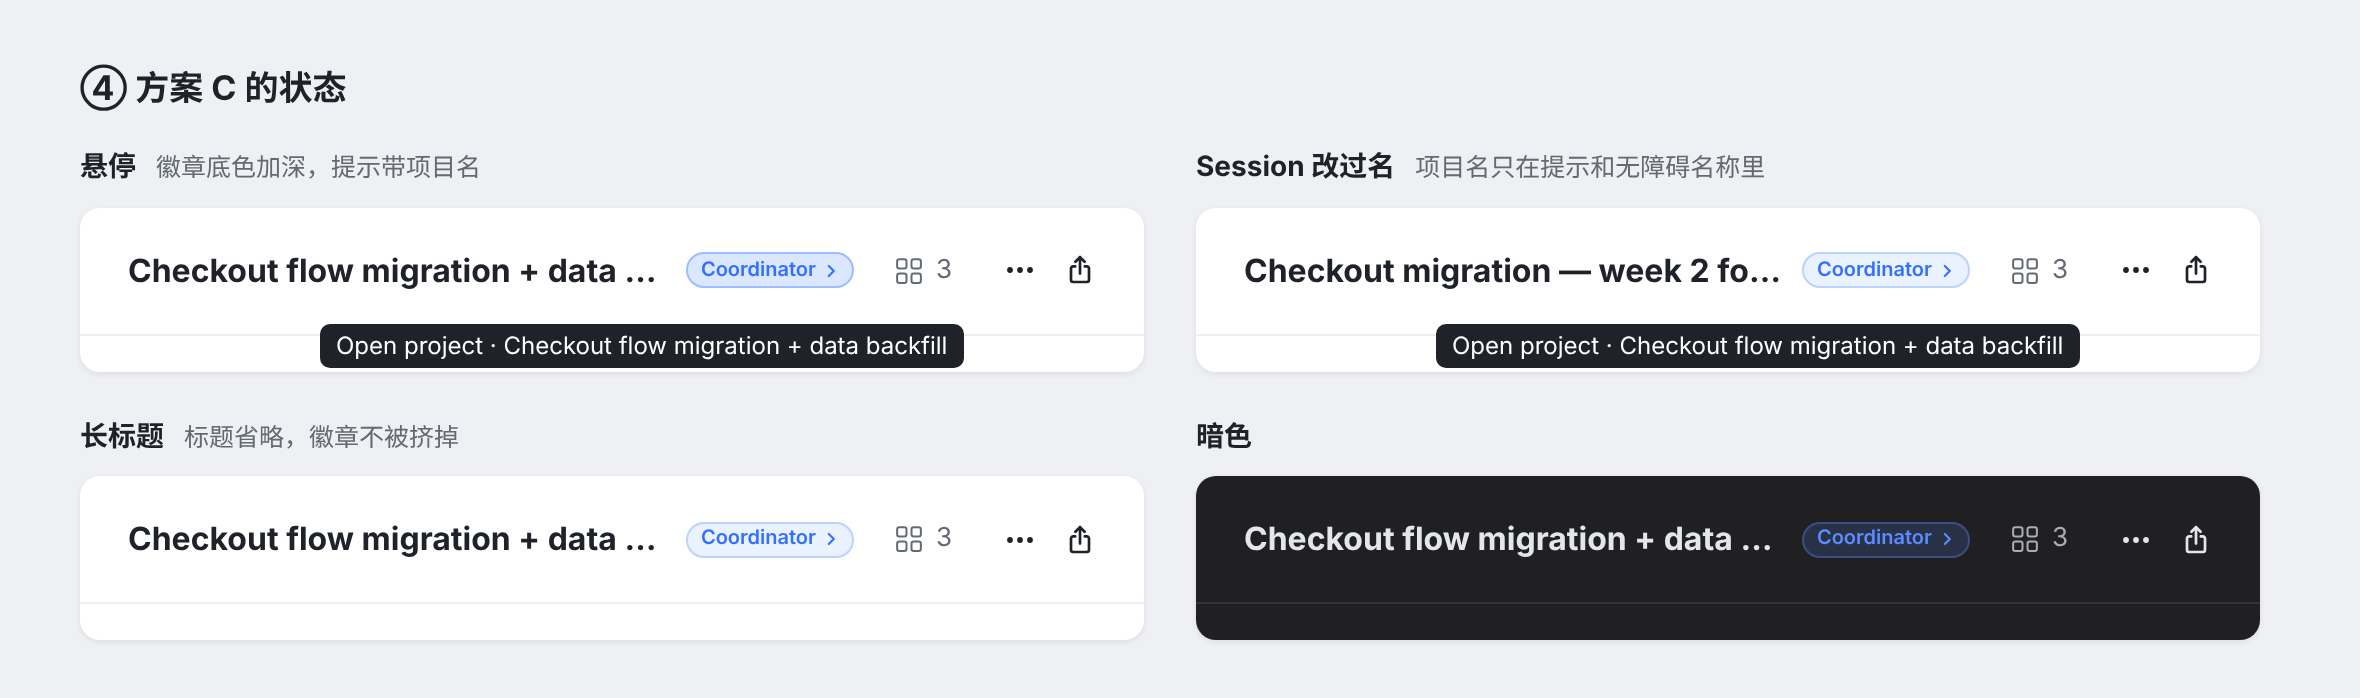 ④ 方案 C 的状态
悬停 徽章底色加深，提示带项目名
Checkout flow migration + data ... Coordinator > 3
Open project · Checkout flow migration + data backfill
Session 改过名 项目名只在提示和无障碍名称里
Checkout migration — week 2 fo... Coordinator > 3
Open project · Checkout flow migration + data backfill
长标题 标题省略，徽章不被挤掉
Checkout flow migration + data ... Coordinator > 3
暗色
Checkout flow migration + data ... Coordinator > 3